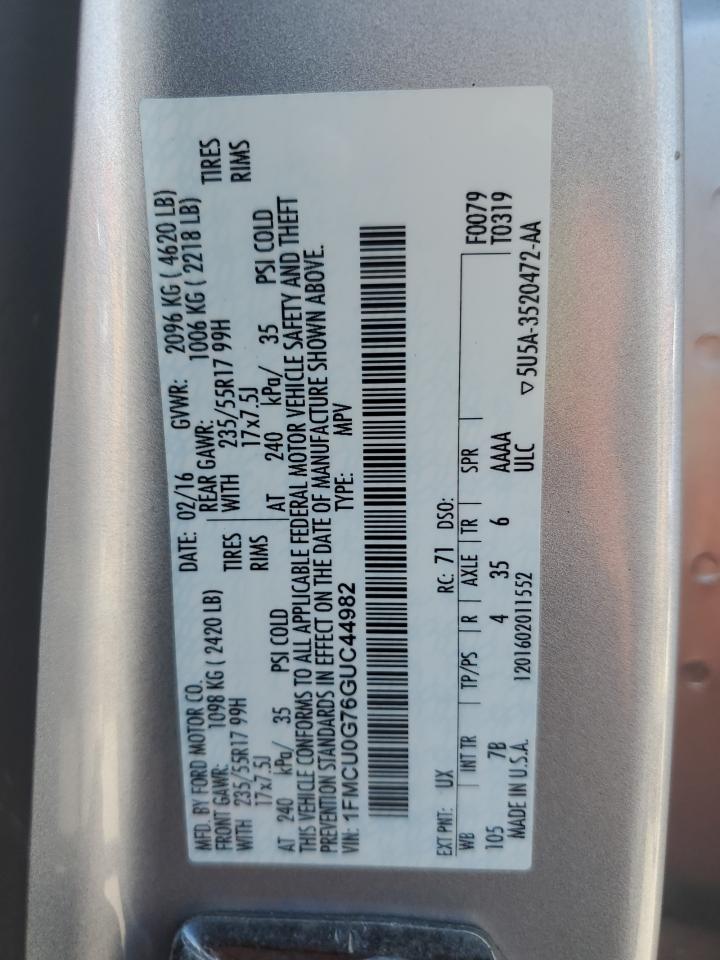 MFD. BY FORD MOTOR CO.
DATE: 02/16 GVWR: 2096 KG ( 4620 LB)
FRONT GAWR: 1098 KG ( 2420 LB)
REAR GAWR: 1006 KG ( 2218 LB)
WITH 235/55R17 99H TIRES
WITH 235/55R17 99H TIRES
17x7.5J RIMS
17x7.5J RIMS
AT 240 kPa/ 35 PSI COLD
AT 240 kPa/ 35 PSI COLD
THIS VEHICLE CONFORMS TO ALL APPLICABLE FEDERAL MOTOR VEHICLE SAFETY AND THEFT
PREVENTION STANDARDS IN EFFECT ON THE DATE OF MANUFACTURE SHOWN ABOVE.
VIN: 1FMCU0G76GUC44982 TYPE: MPV
EXT PNT: UX RC: 71 DSO:
WB INT TR TP/PS R AXLE TR SPR F0079
105 7B 4 35 6 AAAA T0319
MADE IN U.S.A. 1201602011552 ULC ▽5U5A-3520472-AA